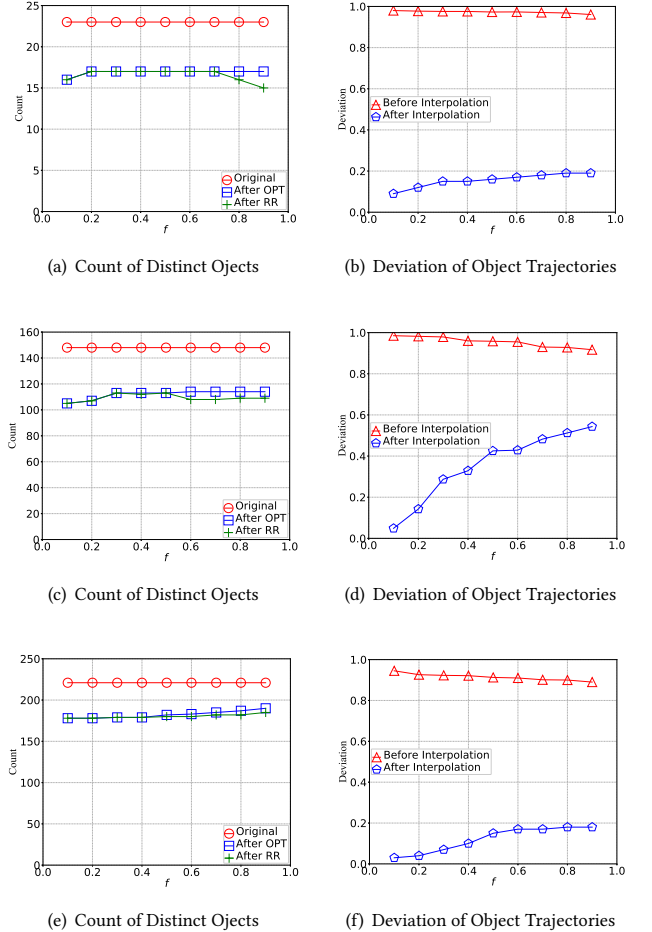 25
20
15
10
5
0
0.0 0.2 0.4 0.6 0.8 1.0
Count
f
Original
After OPT
After RR
(a) Count of Distinct Ojects
1.0
0.8
0.6
0.4
0.2
0.0
0.0 0.2 0.4 0.6 0.8 1.0
Deviation
f
Before Interpolation
After Interpolation
(b) Deviation of Object Trajectories
160
140
120
100
80
60
40
20
0
0.0 0.2 0.4 0.6 0.8 1.0
Count
f
Original
After OPT
After RR
(c) Count of Distinct Ojects
1.0
0.8
0.6
0.4
0.2
0.0
0.0 0.2 0.4 0.6 0.8 1.0
Deviation
f
Before Interpolation
After Interpolation
(d) Deviation of Object Trajectories
250
200
150
100
50
0
0.0 0.2 0.4 0.6 0.8 1.0
Count
f
Original
After OPT
After RR
(e) Count of Distinct Ojects
1.0
0.8
0.6
0.4
0.2
0.0
0.0 0.2 0.4 0.6 0.8 1.0
Deviation
f
Before Interpolation
After Interpolation
(f) Deviation of Object Trajectories